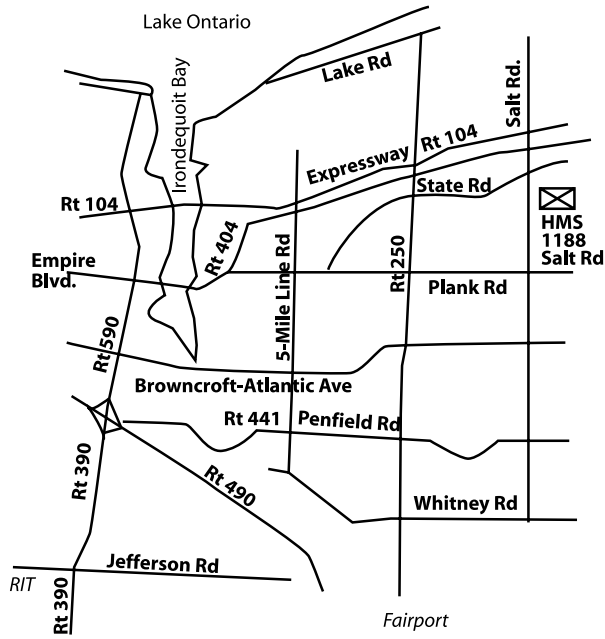 Lake Ontario
Lake Rd
Irondequoit Bay
Salt Rd.
Expressway Rt 104
State Rd
Rt 104
HMS
1188
Salt Rd
Rt 404
5-Mile Line Rd
Rt 250
Empire
Blvd.
Plank Rd
Rt 590
Browncroft-Atlantic Ave
Rt 441 Penfield Rd
Rt 390
Rt 490
Whitney Rd
Jefferson Rd
RIT
Rt 390
Fairport